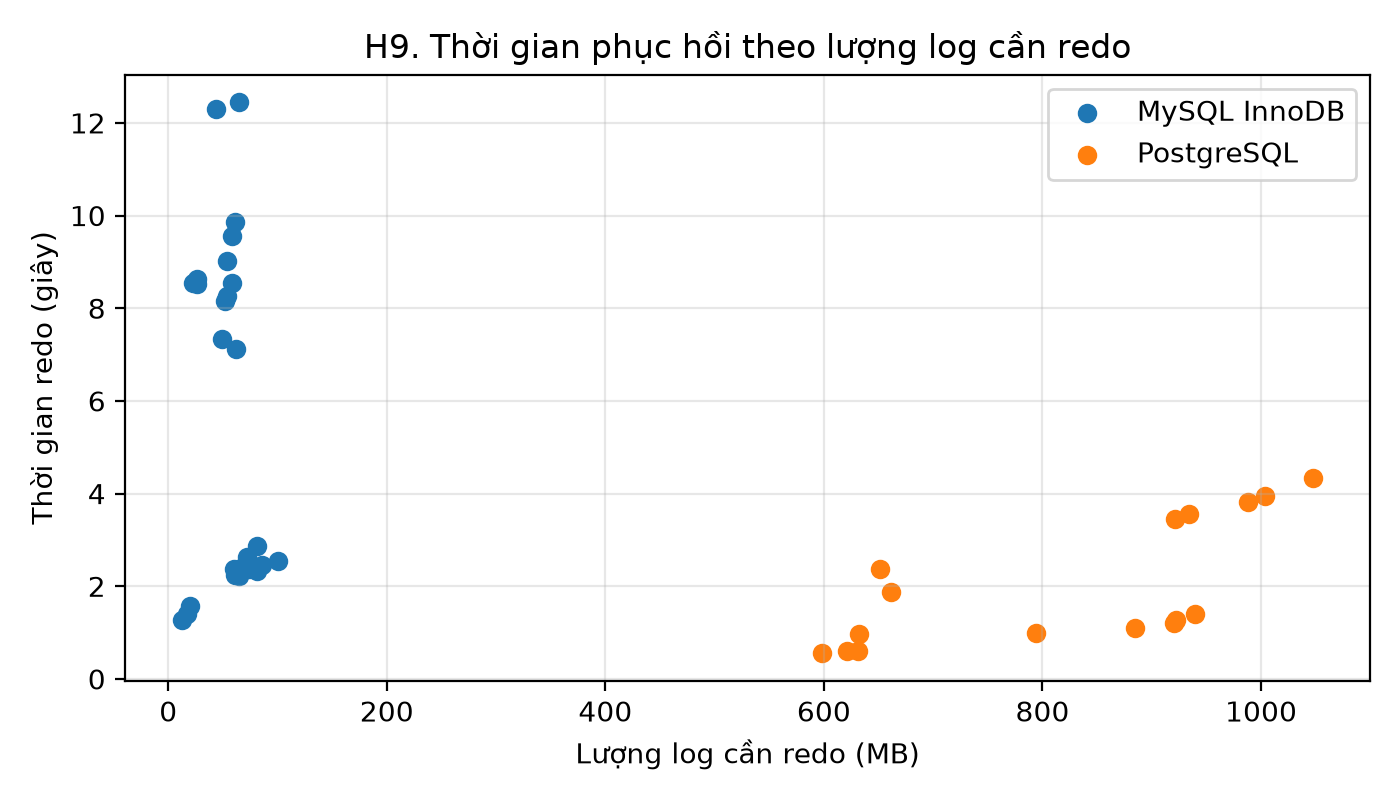 H9. Thời gian phục hồi theo lượng log cần redo
MySQL InnoDB
PostgreSQL
Thời gian redo (giây)
12
10
8
6
4
2
0
0 200 400 600 800 1000
Lượng log cần redo (MB)